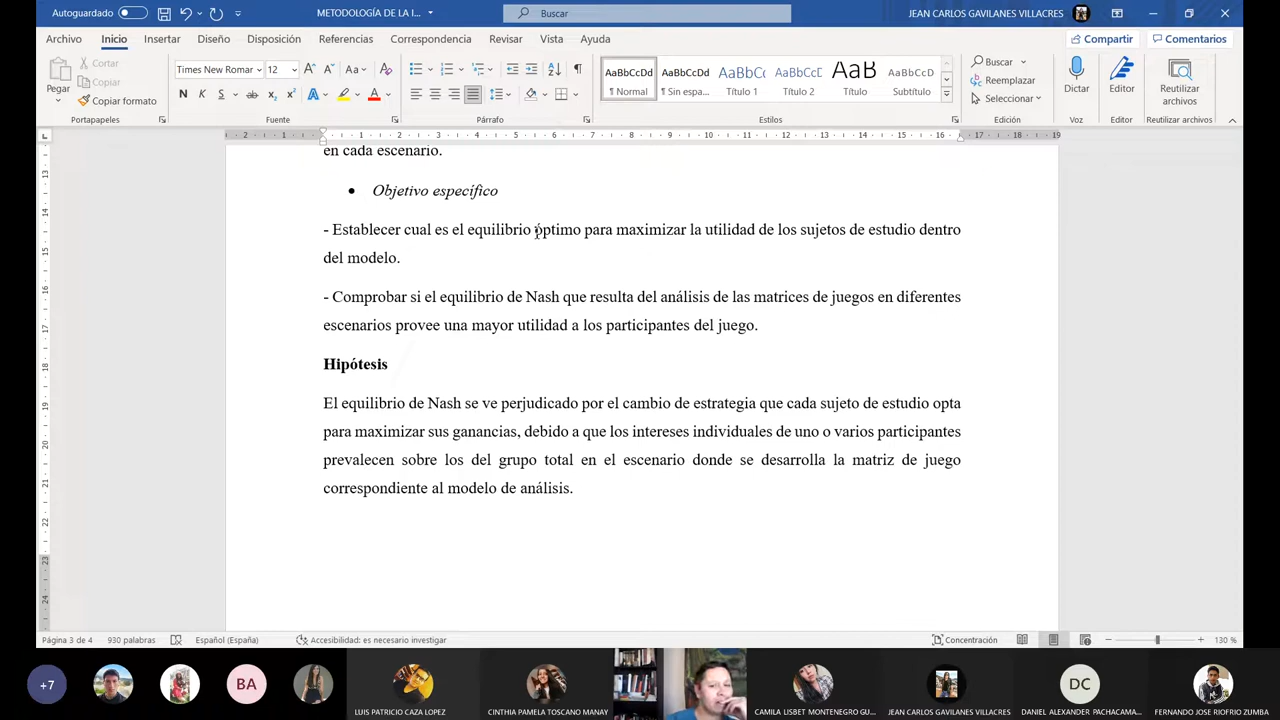 Autoguardado
METODOLOGÍA DE LA I...
Buscar
JEAN CARLOS GAVILANES VILLACRES
Archivo
Inicio
Insertar
Diseño
Disposición
Referencias
Correspondencia
Revisar
Vista
Ayuda
Compartir
Comentarios
Pegar
Cortar
Copiar
Copiar formato
Times New Roman
12
N K S
AaBbCcDd
AaBbCcDd
AaBbCc
AaBbCcD
AaB
AaBbCcD
¶ Normal
¶ Sin espa...
Título 1
Título 2
Título
Subtítulo
Buscar
Reemplazar
Seleccionar
Dictar
Editor
Reutilizar
archivos
Portapapeles
Fuente
Párrafo
Estilos
Edición
Voz
Editor
Reutilizar archivos
en cada escenario.
• Objetivo específico
- Establecer cual es el equilibrio óptimo para maximizar la utilidad de los sujetos de estudio dentro
del modelo.
- Comprobar si el equilibrio de Nash que resulta del análisis de las matrices de juegos en diferentes
escenarios provee una mayor utilidad a los participantes del juego.
Hipótesis
El equilibrio de Nash se ve perjudicado por el cambio de estrategia que cada sujeto de estudio opta
para maximizar sus ganancias, debido a que los intereses individuales de uno o varios participantes
prevalecen sobre los del grupo total en el escenario donde se desarrolla la matriz de juego
correspondiente al modelo de análisis.
Página 3 de 4
930 palabras
Español (España)
Accesibilidad: es necesario investigar
Concentración
130 %
+7
BA
DC
LUIS PATRICIO CAZA LOPEZ
CINTHIA PAMELA TOSCANO MANAY
CAMILA LISBET MONTENEGRO GU...
JEAN CARLOS GAVILANES VILLACRES
DANIEL ALEXANDER PACHACAMA...
FERNANDO JOSE RIOFRIO ZUMBA